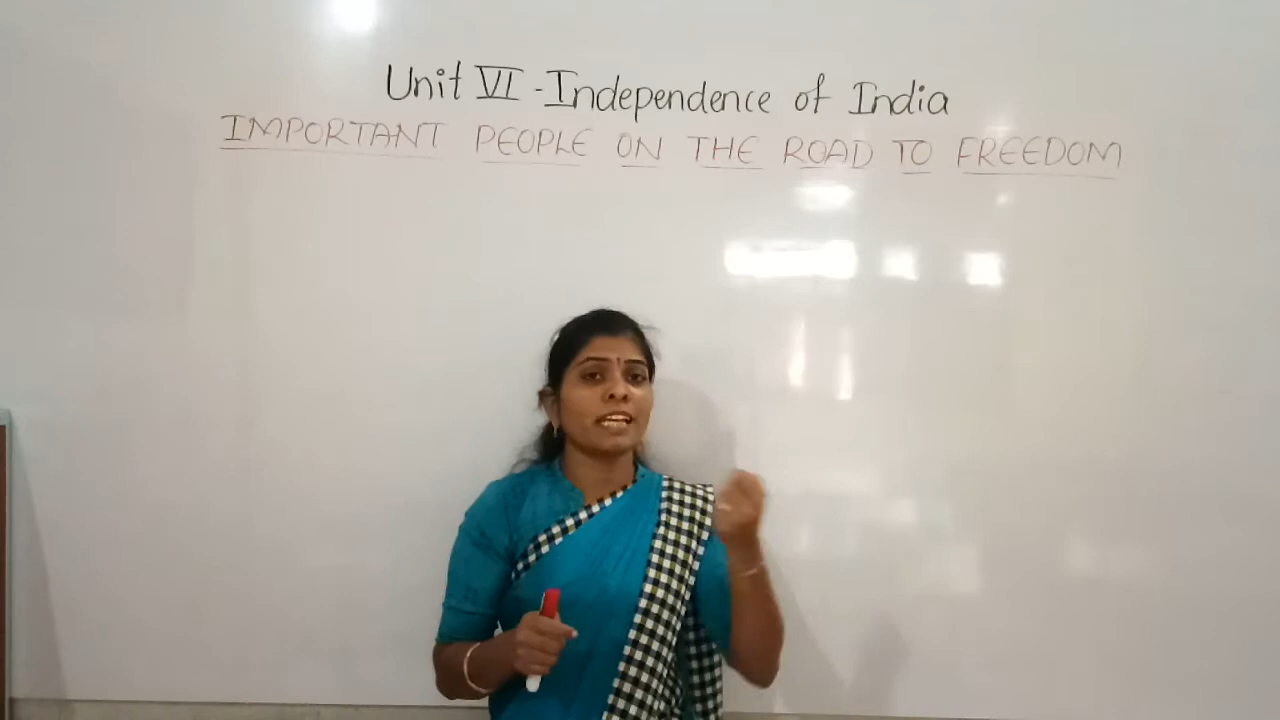 Unit VI - Independence of India
IMPORTANT PEOPLE ON THE ROAD TO FREEDOM